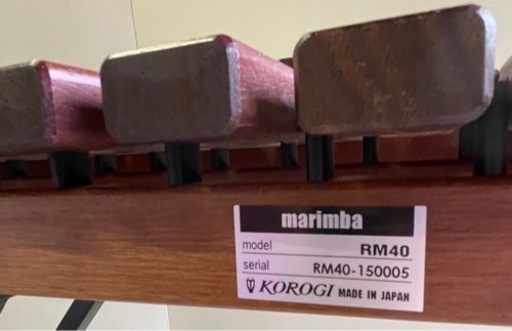 marimba
model RM40
serial RM40-150005
KOROGI MADE IN JAPAN